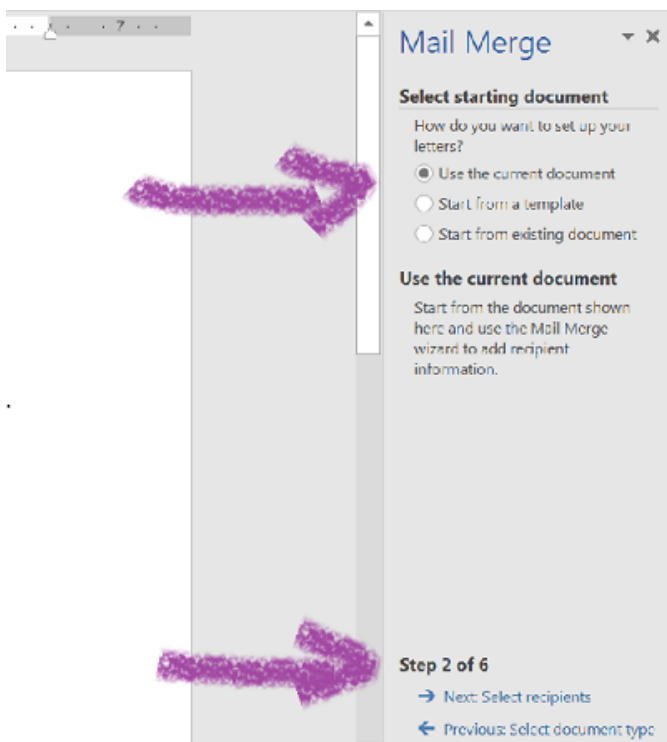 7
Mail Merge
Select starting document
How do you want to set up your
letters?
Use the current document
Start from a template
Start from existing document
Use the current document
Start from the document shown
here and use the Mail Merge
wizard to add recipient
information.
Step 2 of 6
Next: Select recipients
Previous: Select document type